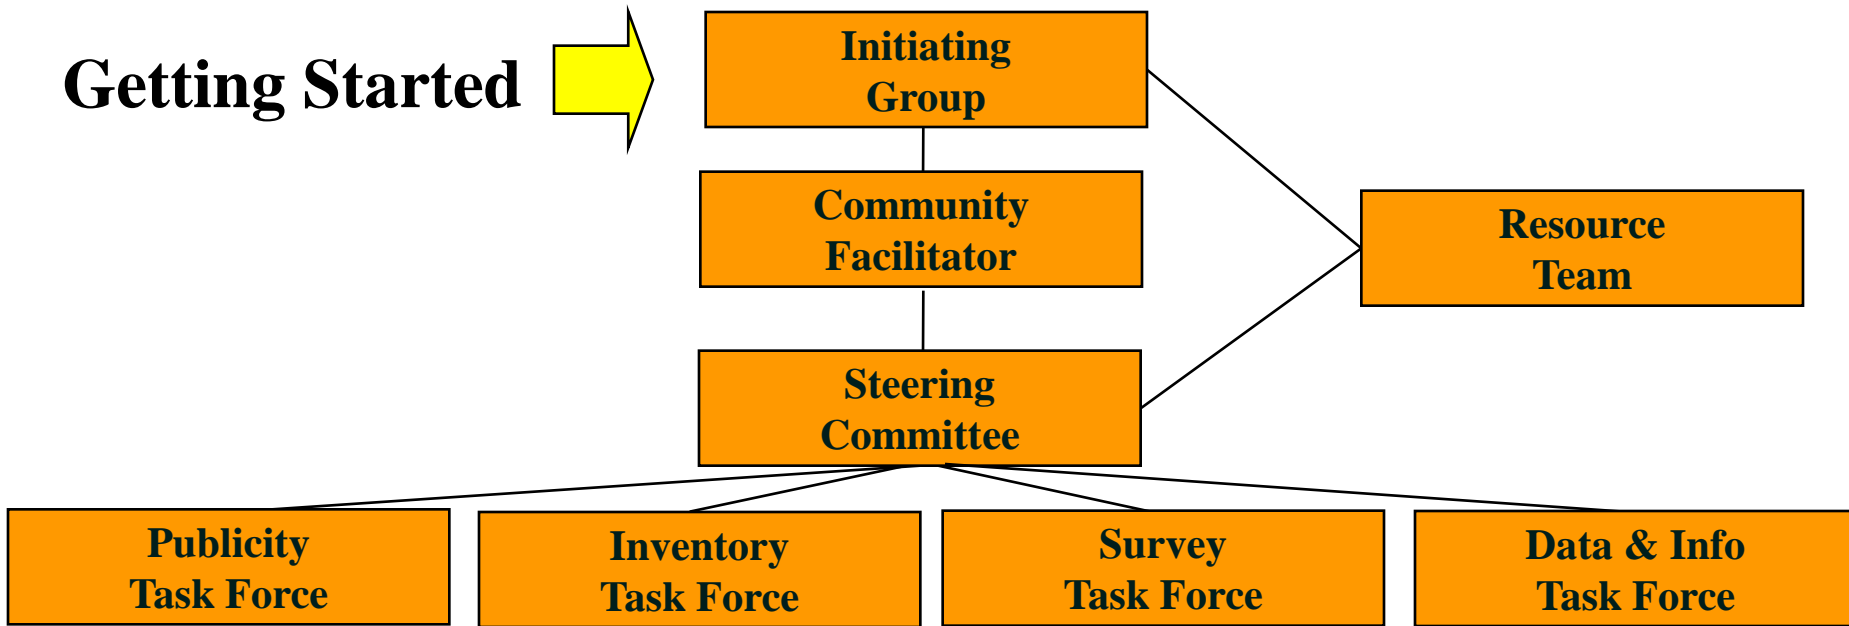 Getting Started
Initiating
Group
Community
Facilitator
Resource
Team
Steering
Committee
Publicity
Task Force
Inventory
Task Force
Survey
Task Force
Data & Info
Task Force